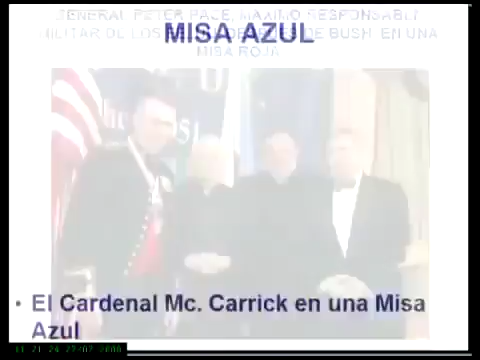 GENERAL PETER PACE, MAXIMO RESPONSABLE
MILITAR DE LOS DE BUSH EN UNA
MISA ROJA
MISA AZUL
• El Cardenal Mc. Carrick en una Misa
Azul